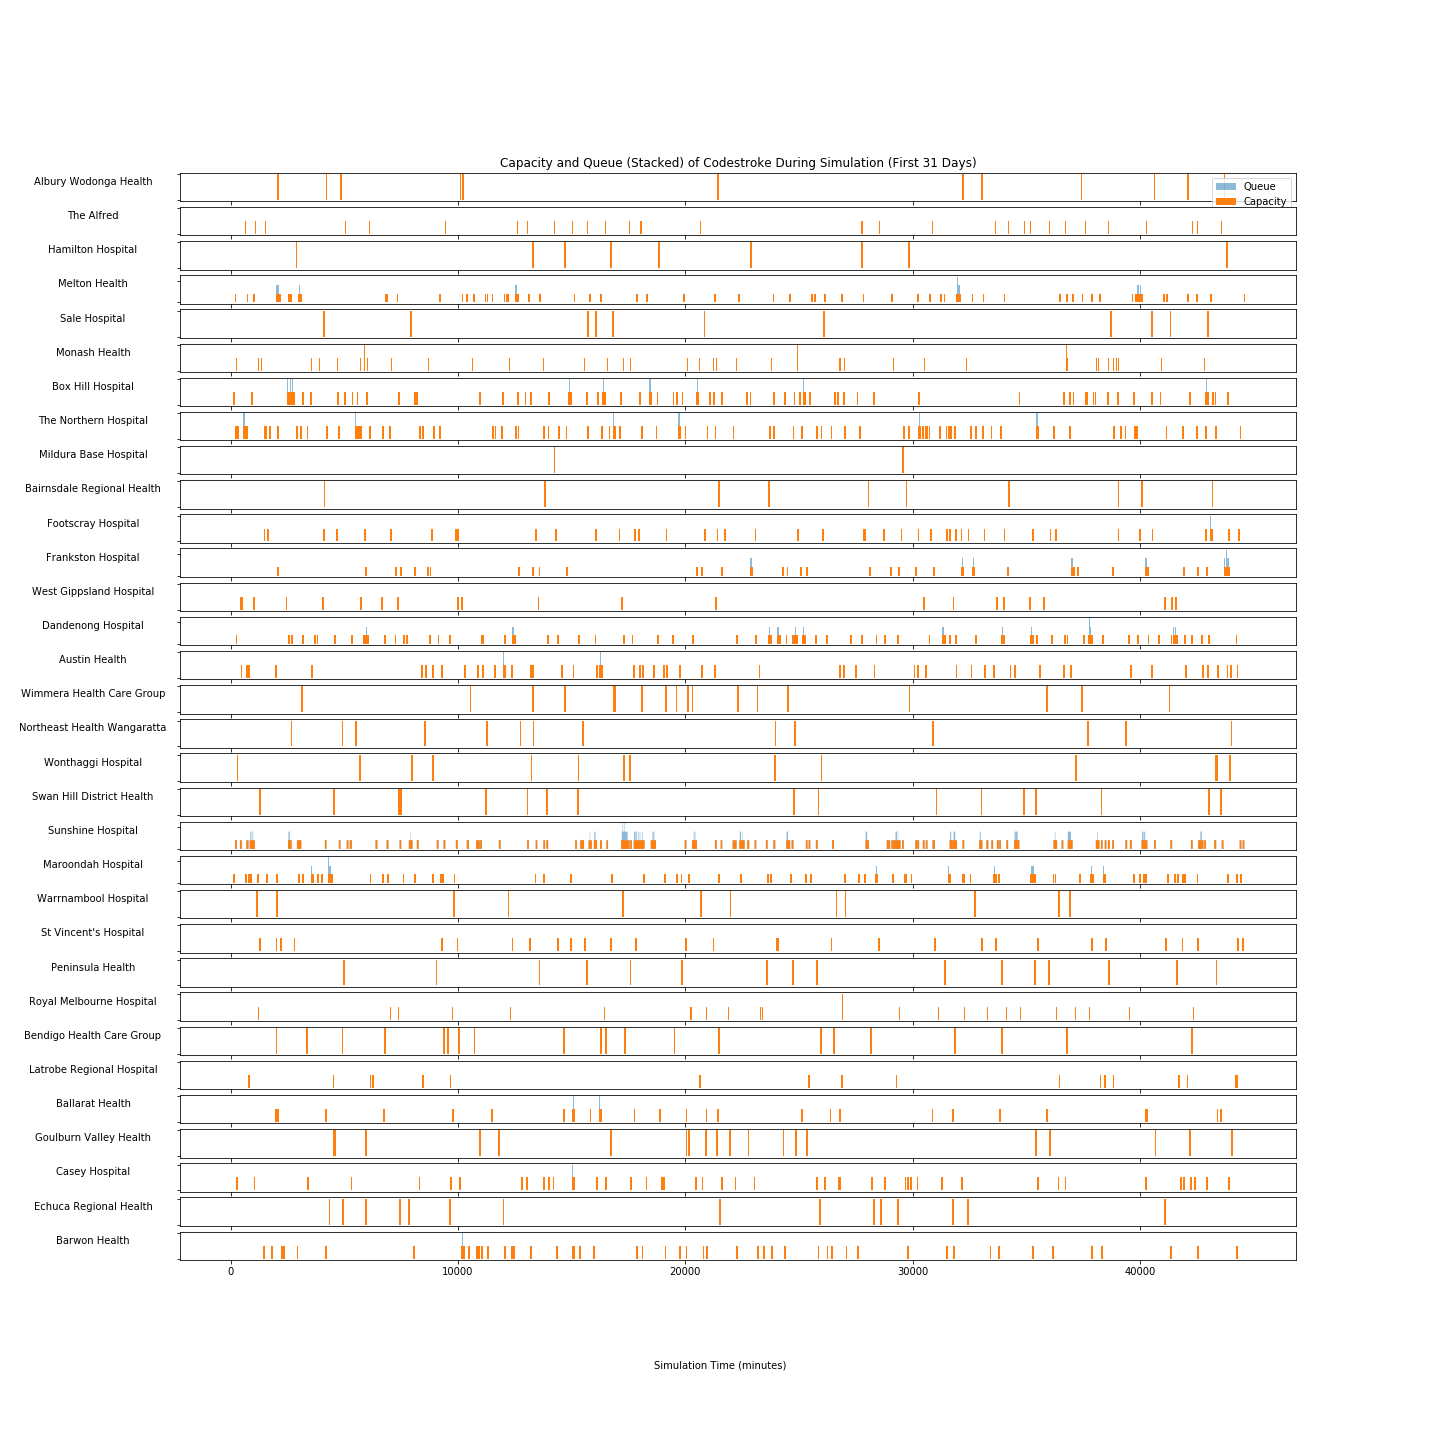 Capacity and Queue (Stacked) of Codestroke During Simulation (First 31 Days)
Albury Wodonga Health
Queue
Capacity
The Alfred
Hamilton Hospital
Melton Health
Sale Hospital
Monash Health
Box Hill Hospital
The Northern Hospital
Mildura Base Hospital
Bairnsdale Regional Health
Footscray Hospital
Frankston Hospital
West Gippsland Hospital
Dandenong Hospital
Austin Health
Wimmera Health Care Group
Northeast Health Wangaratta
Wonthaggi Hospital
Swan Hill District Health
Sunshine Hospital
Maroondah Hospital
Warrnambool Hospital
St Vincent's Hospital
Peninsula Health
Royal Melbourne Hospital
Bendigo Health Care Group
Latrobe Regional Hospital
Ballarat Health
Goulburn Valley Health
Casey Hospital
Echuca Regional Health
Barwon Health
0 10000 20000 30000 40000
Simulation Time (minutes)